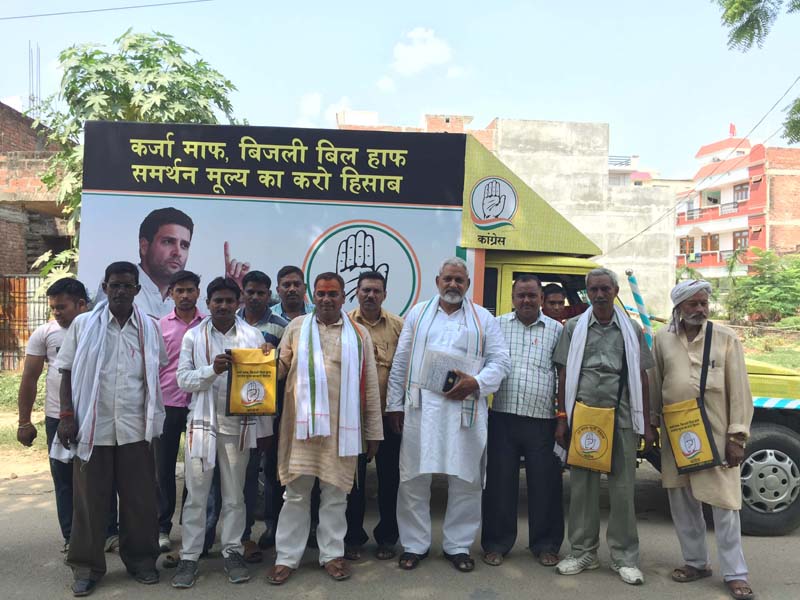 कर्जा माफ, बिजली बिल हाफ
समर्थन मूल्य का करो हिसाब
कांग्रेस